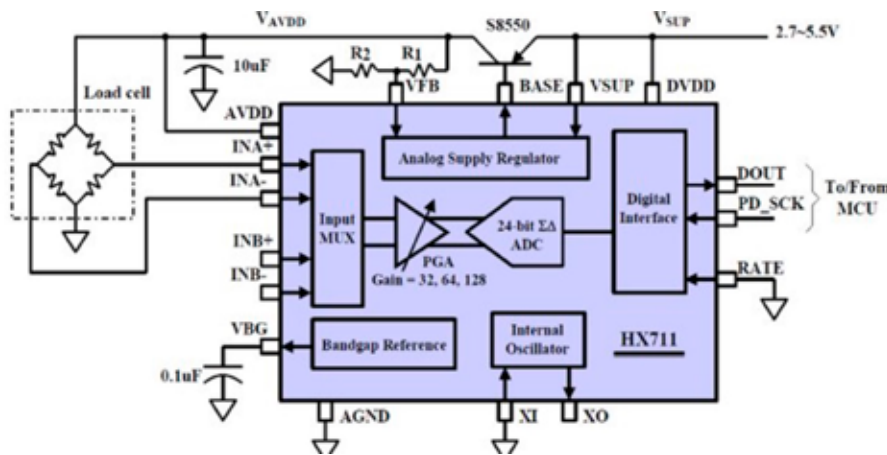 V_AVDD
S8550
V_SUP
2.7~5.5V
R2
R1
10uF
VFB
BASE
VSUP
DVDD
Load cell
AVDD
Analog Supply Regulator
INA+
INA-
DOUT
To/From
MCU
Input
MUX
24-bit ΣΔ
ADC
Digital
Interface
PD_SCK
INB+
PGA
INB-
Gain = 32, 64, 128
RATE
VBG
Bandgap Reference
Internal
Oscillator
HX711
0.1uF
AGND
XI
XO